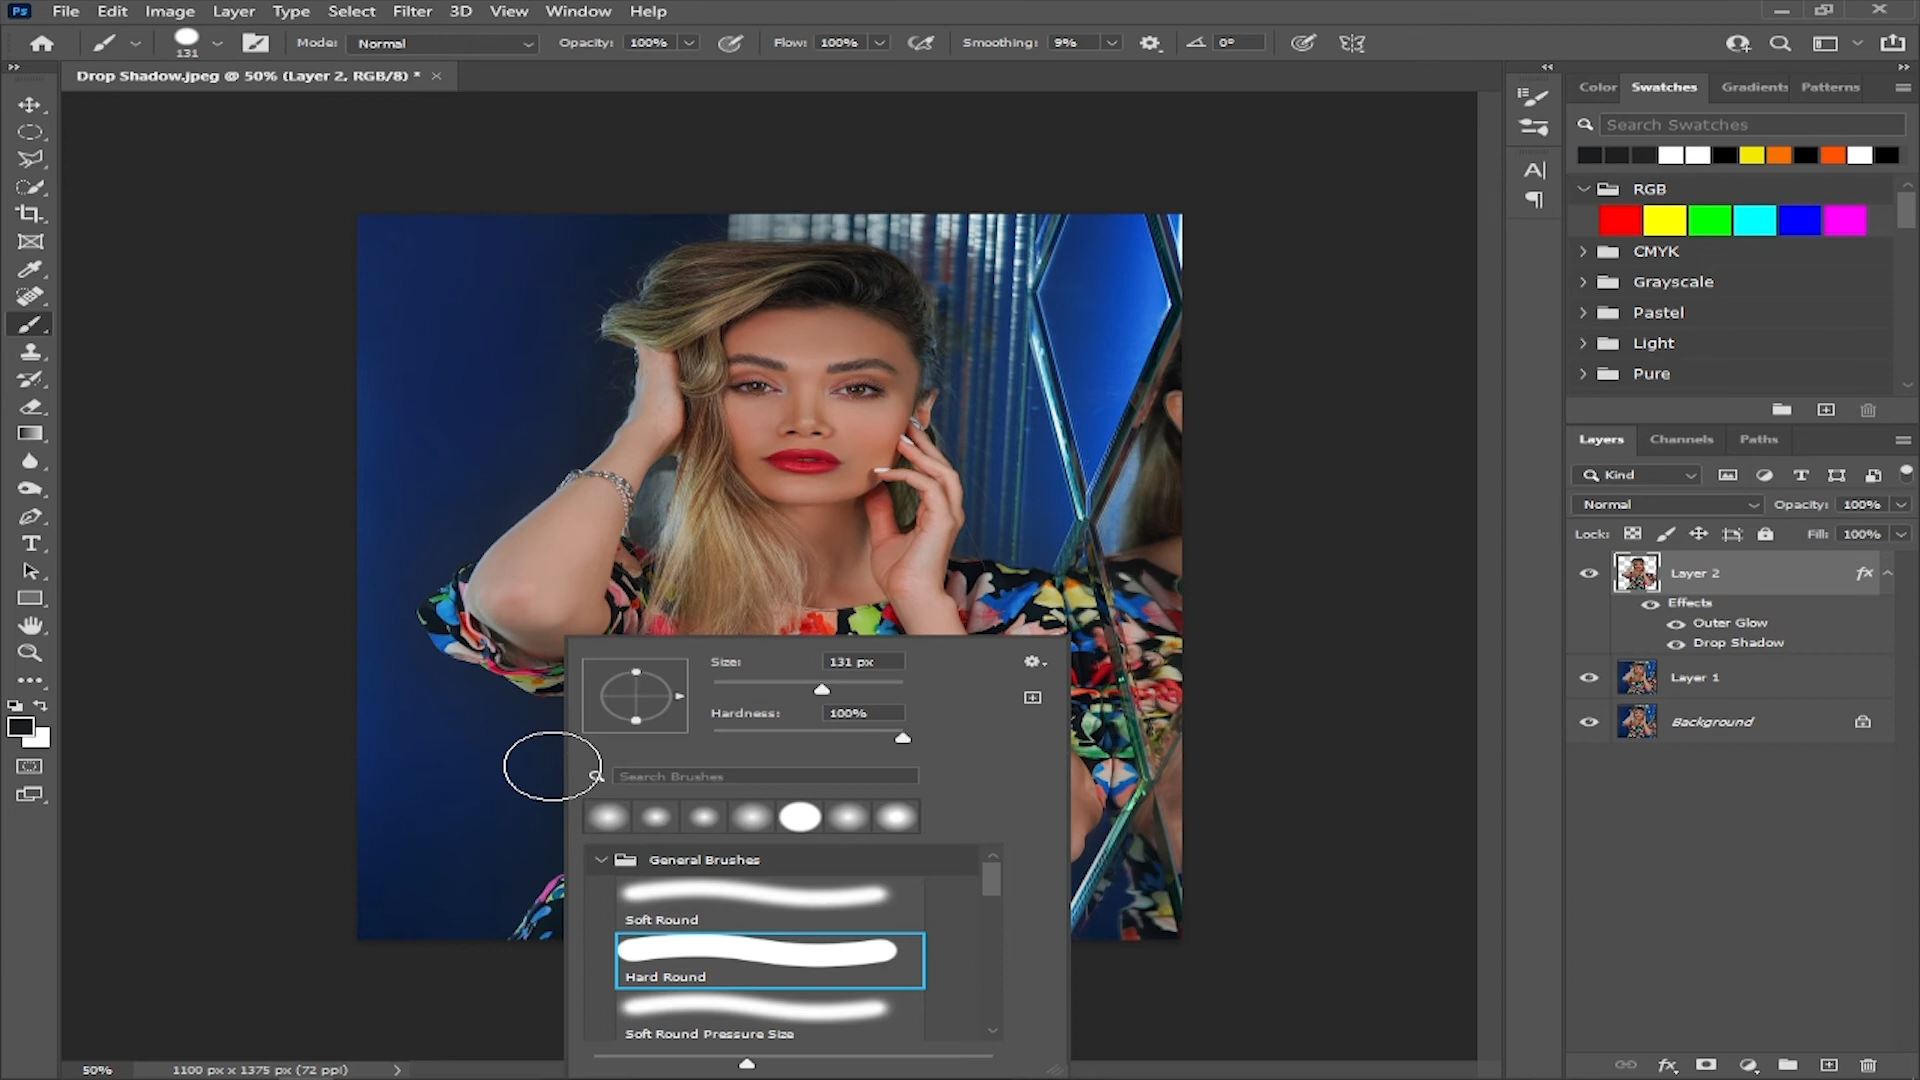 Ps File Edit Image Layer Type Select Filter 3D View Window Help
131 Mode: Normal Opacity: 100% Flow: 100% Smoothing: 9% 0°
Drop Shadow.jpeg @ 50% (Layer 2, RGB/8) *
Color Swatches Gradients Patterns
Search Swatches
RGB
CMYK
Grayscale
Pastel
Light
Pure
Layers Channels Paths
Kind
Normal Opacity: 100%
Lock: Fill: 100%
Layer 2 fx
Effects
Outer Glow
Drop Shadow
Layer 1
Background
Size: 131 px
Hardness: 100%
Search Brushes
General Brushes
Soft Round
Hard Round
Soft Round Pressure Size
50% 1100 px x 1375 px (72 ppi)
fx